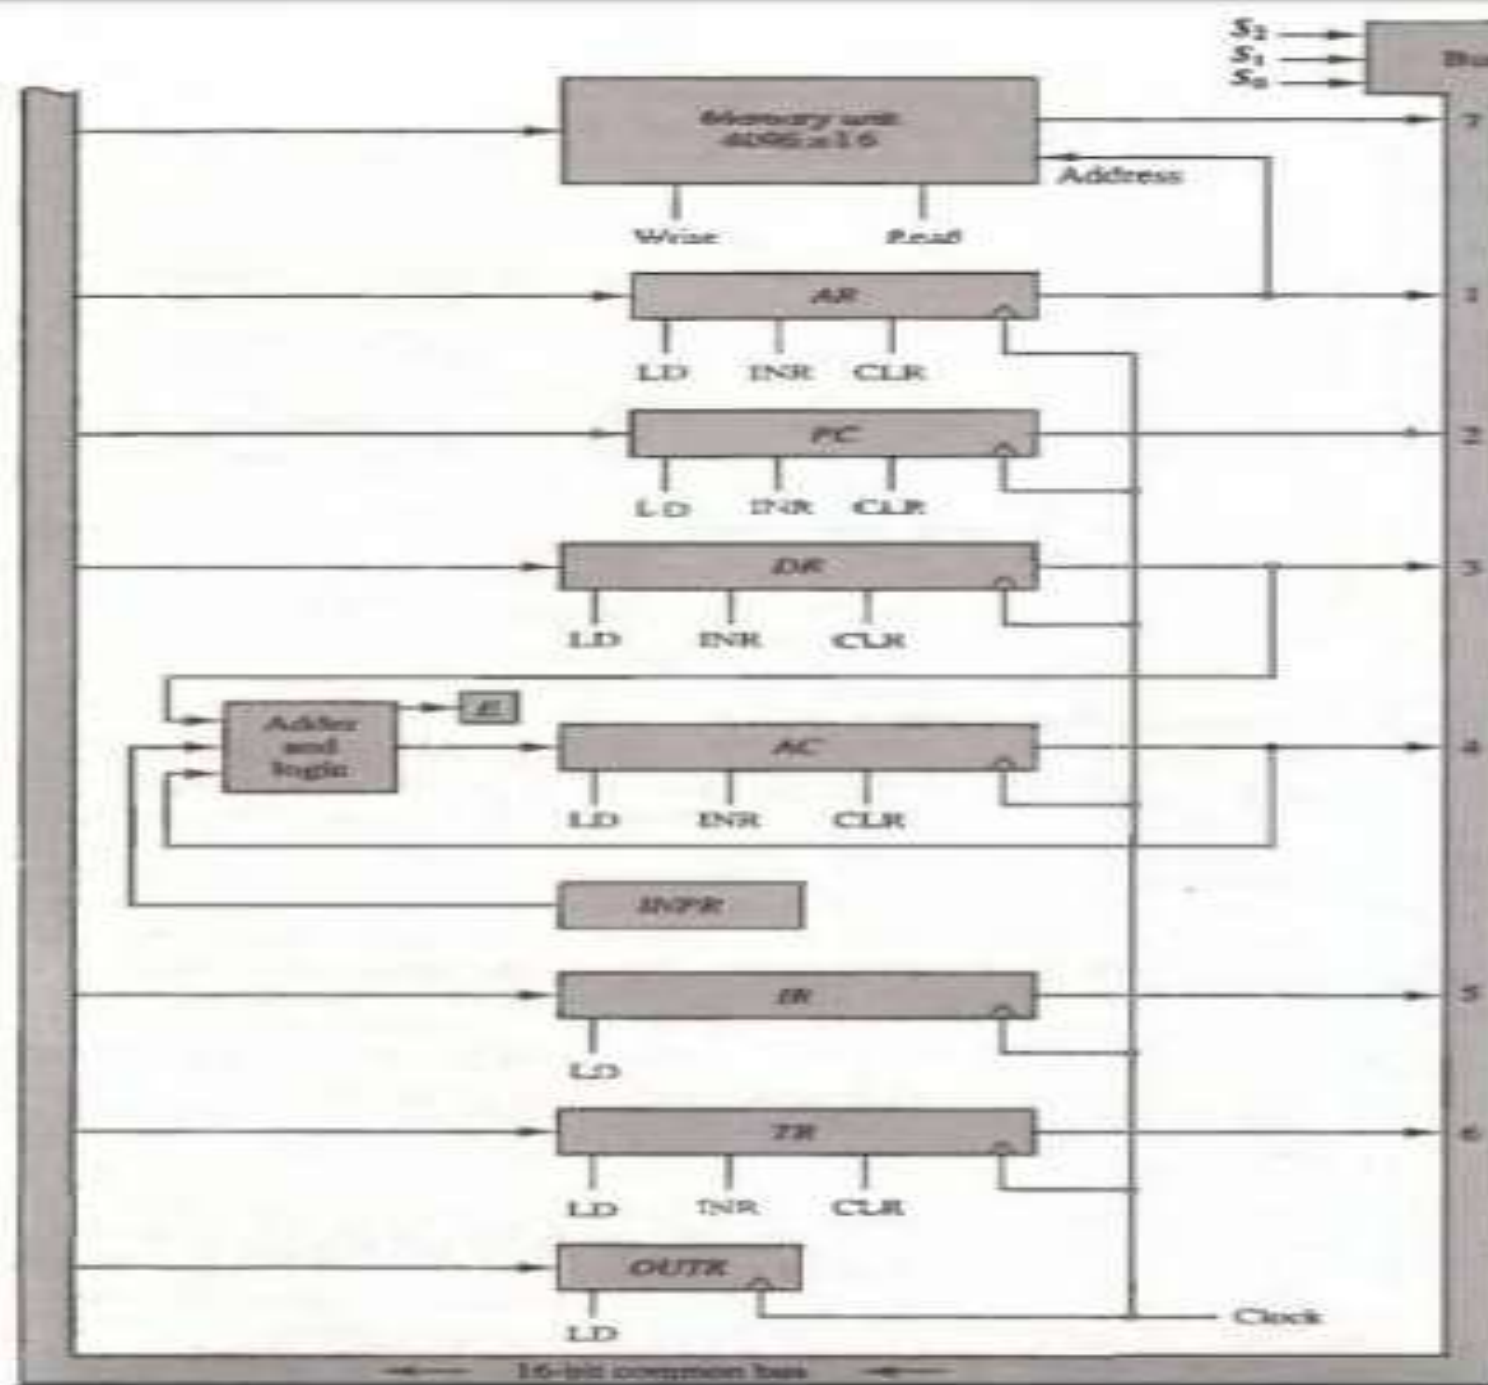 S₂
S₁
S₀
Bu
Memory unit
4096 x 16
7
Address
Write
Read
AR
1
LD INR CLR
PC
2
LD INR CLR
DR
3
LD INR CLR
Adder
and
login
E
AC
4
LD INR CLR
INPR
IR
5
LD
TR
6
LD INR CLR
OUTR
LD
Clock
16-bit common bus